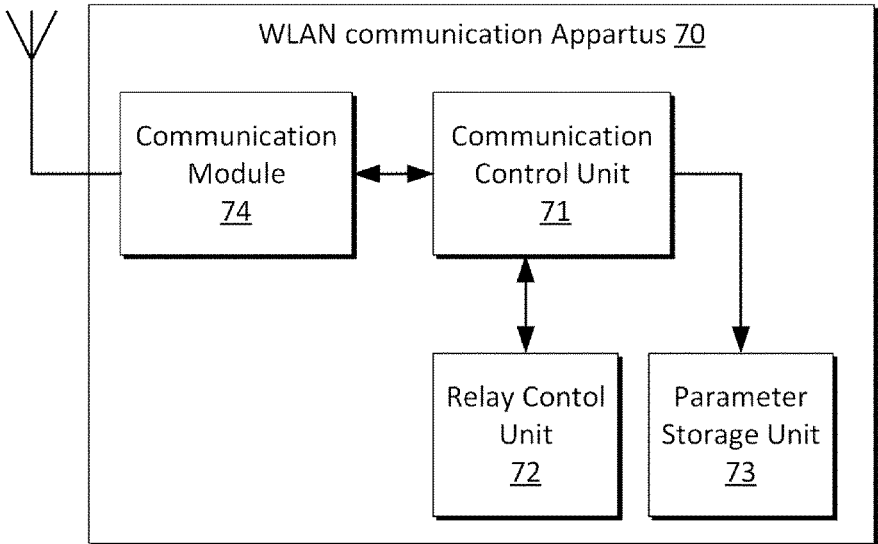 WLAN communication Appartus 70
Communication
Module
74
Communication
Control Unit
71
Relay Contol
Unit
72
Parameter
Storage Unit
73